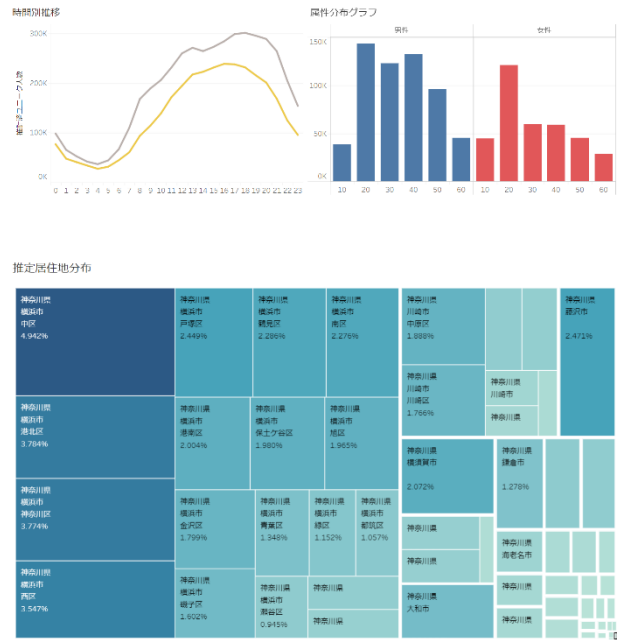 時間別推移
属性分布グラフ
300K
200K
100K
0K
0 1 2 3 4 5 6 7 8 9 10 11 12 13 14 15 16 17 18 19 20 21 22 23
男性
女性
150K
100K
50K
0K
10 20 30 40 50 60 10 20 30 40 50 60
推定居住地分布
神奈川県
横浜市
中区
4.942%
神奈川県
横浜市
港北区
3.784%
神奈川県
横浜市
神奈川区
3.774%
神奈川県
横浜市
西区
3.547%
神奈川県
横浜市
戸塚区
2.449%
神奈川県
横浜市
鶴見区
2.286%
神奈川県
横浜市
南区
2.276%
神奈川県
横浜市
港南区
2.004%
神奈川県
横浜市
保土ケ谷区
1.980%
神奈川県
横浜市
旭区
1.965%
神奈川県
横浜市
金沢区
1.799%
神奈川県
横浜市
青葉区
1.348%
神奈川県
横浜市
緑区
1.152%
神奈川県
横浜市
都筑区
1.057%
神奈川県
横浜市
磯子区
1.602%
神奈川県
横浜市
瀬谷区
0.945%
神奈川県
神奈川県
神奈川県
川崎市
中原区
1.888%
神奈川県
川崎市
川崎区
1.766%
神奈川県
川崎市
神奈川県
神奈川県
藤沢市
2.471%
神奈川県
横須賀市
2.072%
神奈川県
鎌倉市
1.278%
神奈川県
神奈川県
神奈川県
大和市
神奈川県
海老名市
神奈川県
神奈川県